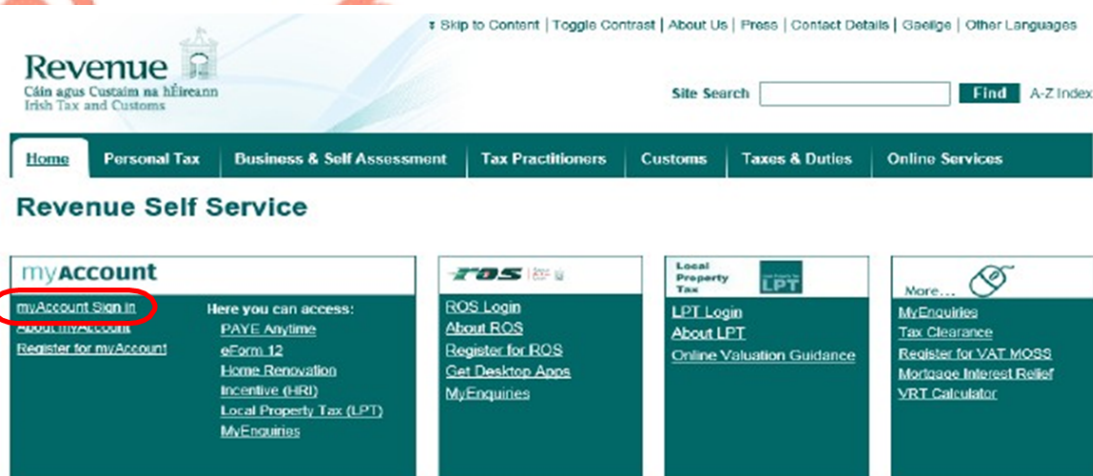 Skip to Content | Toggle Contrast | About Us | Press | Contact Details | Gaeilge | Other Languages
Revenue
Cáin agus Custaim na hÉireann
Irish Tax and Customs
Site Search Find A-Z Index
Home Personal Tax Business & Self Assessment Tax Practitioners Customs Taxes & Duties Online Services
Revenue Self Service
myAccount
myAccount Sign in
About myAccount
Register for myAccount
Here you can access:
PAYE Anytime
eForm 12
Home Renovation
Incentive (HRI)
Local Property Tax (LPT)
MyEnquiries
ros
ROS Login
About ROS
Register for ROS
Get Desktop Apps
MyEnquiries
Local
Property
Tax
LPT
LPT Login
About LPT
Online Valuation Guidance
More...
MyEnquiries
Tax Clearance
Register for VAT MOSS
Mortgage Interest Relief
VRT Calculator